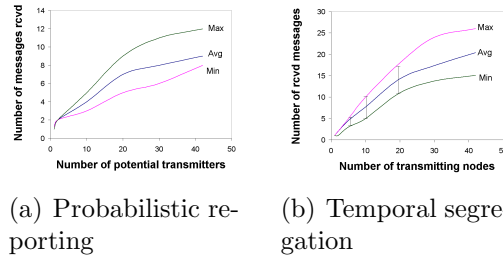 Number of messages rcvd
14
12
10
8
6
4
2
0
0
10
20
30
40
50
Max
Avg
Min
Number of potential transmitters
(a) Probabilistic re-
porting
Number of rcvd messages
30
25
20
15
10
5
0
0
10
20
30
40
50
Max
Avg
Min
Number of transmitting nodes
(b) Temporal segre
gation